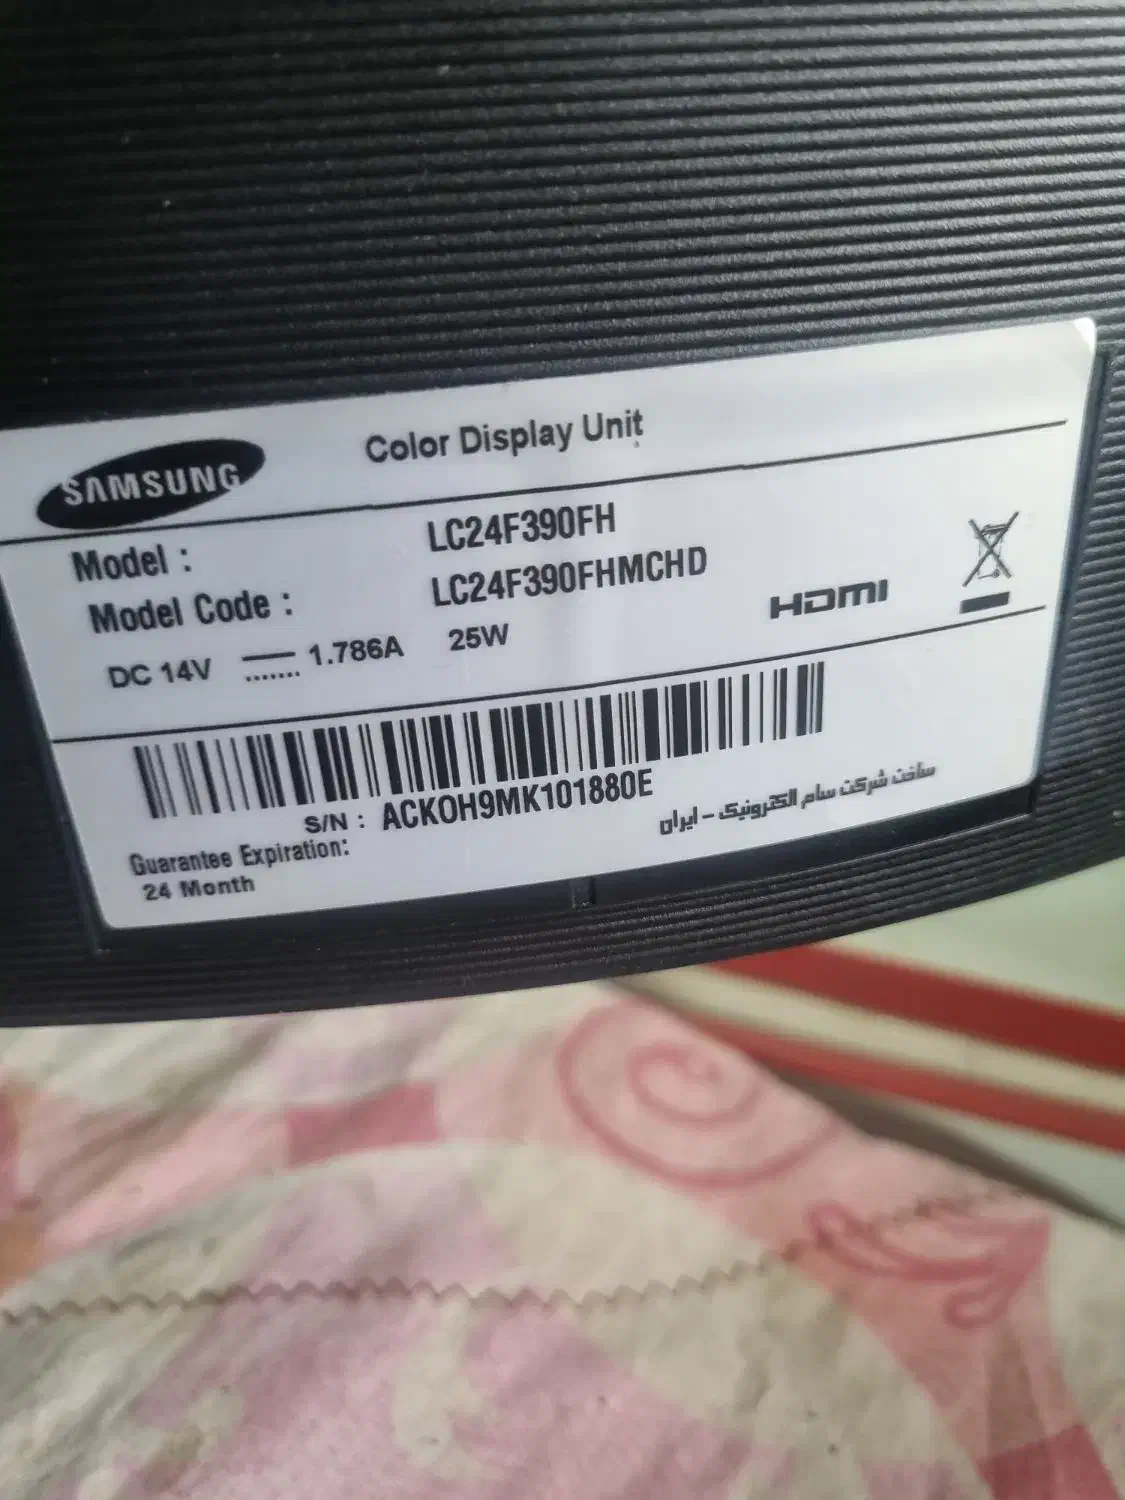 SAMSUNG
Color Display Unit
Model : LC24F390FH
Model Code : LC24F390FHMCHD
DC 14V 1.786A 25W
HDMI
S/N : ACKOH9MK101880E
Guarantee Expiration:
24 Month
ساخت شرکت سام الکترونیک - ایران